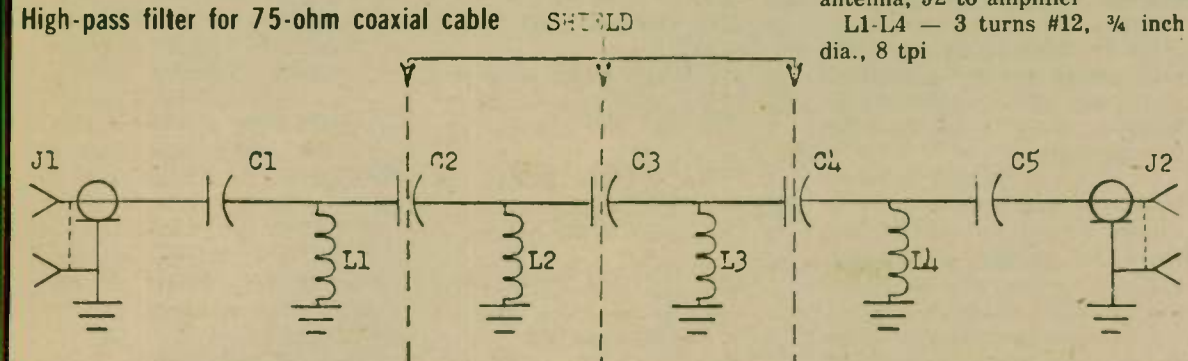 High-pass filter for 75-ohm coaxial cable
SHIELD
antenna, J2 to amplifier
L1-L4 — 3 turns #12, ¾ inch
dia., 8 tpi
J1 C1 C2 C3 C4 C5 J2
L1 L2 L3 L4